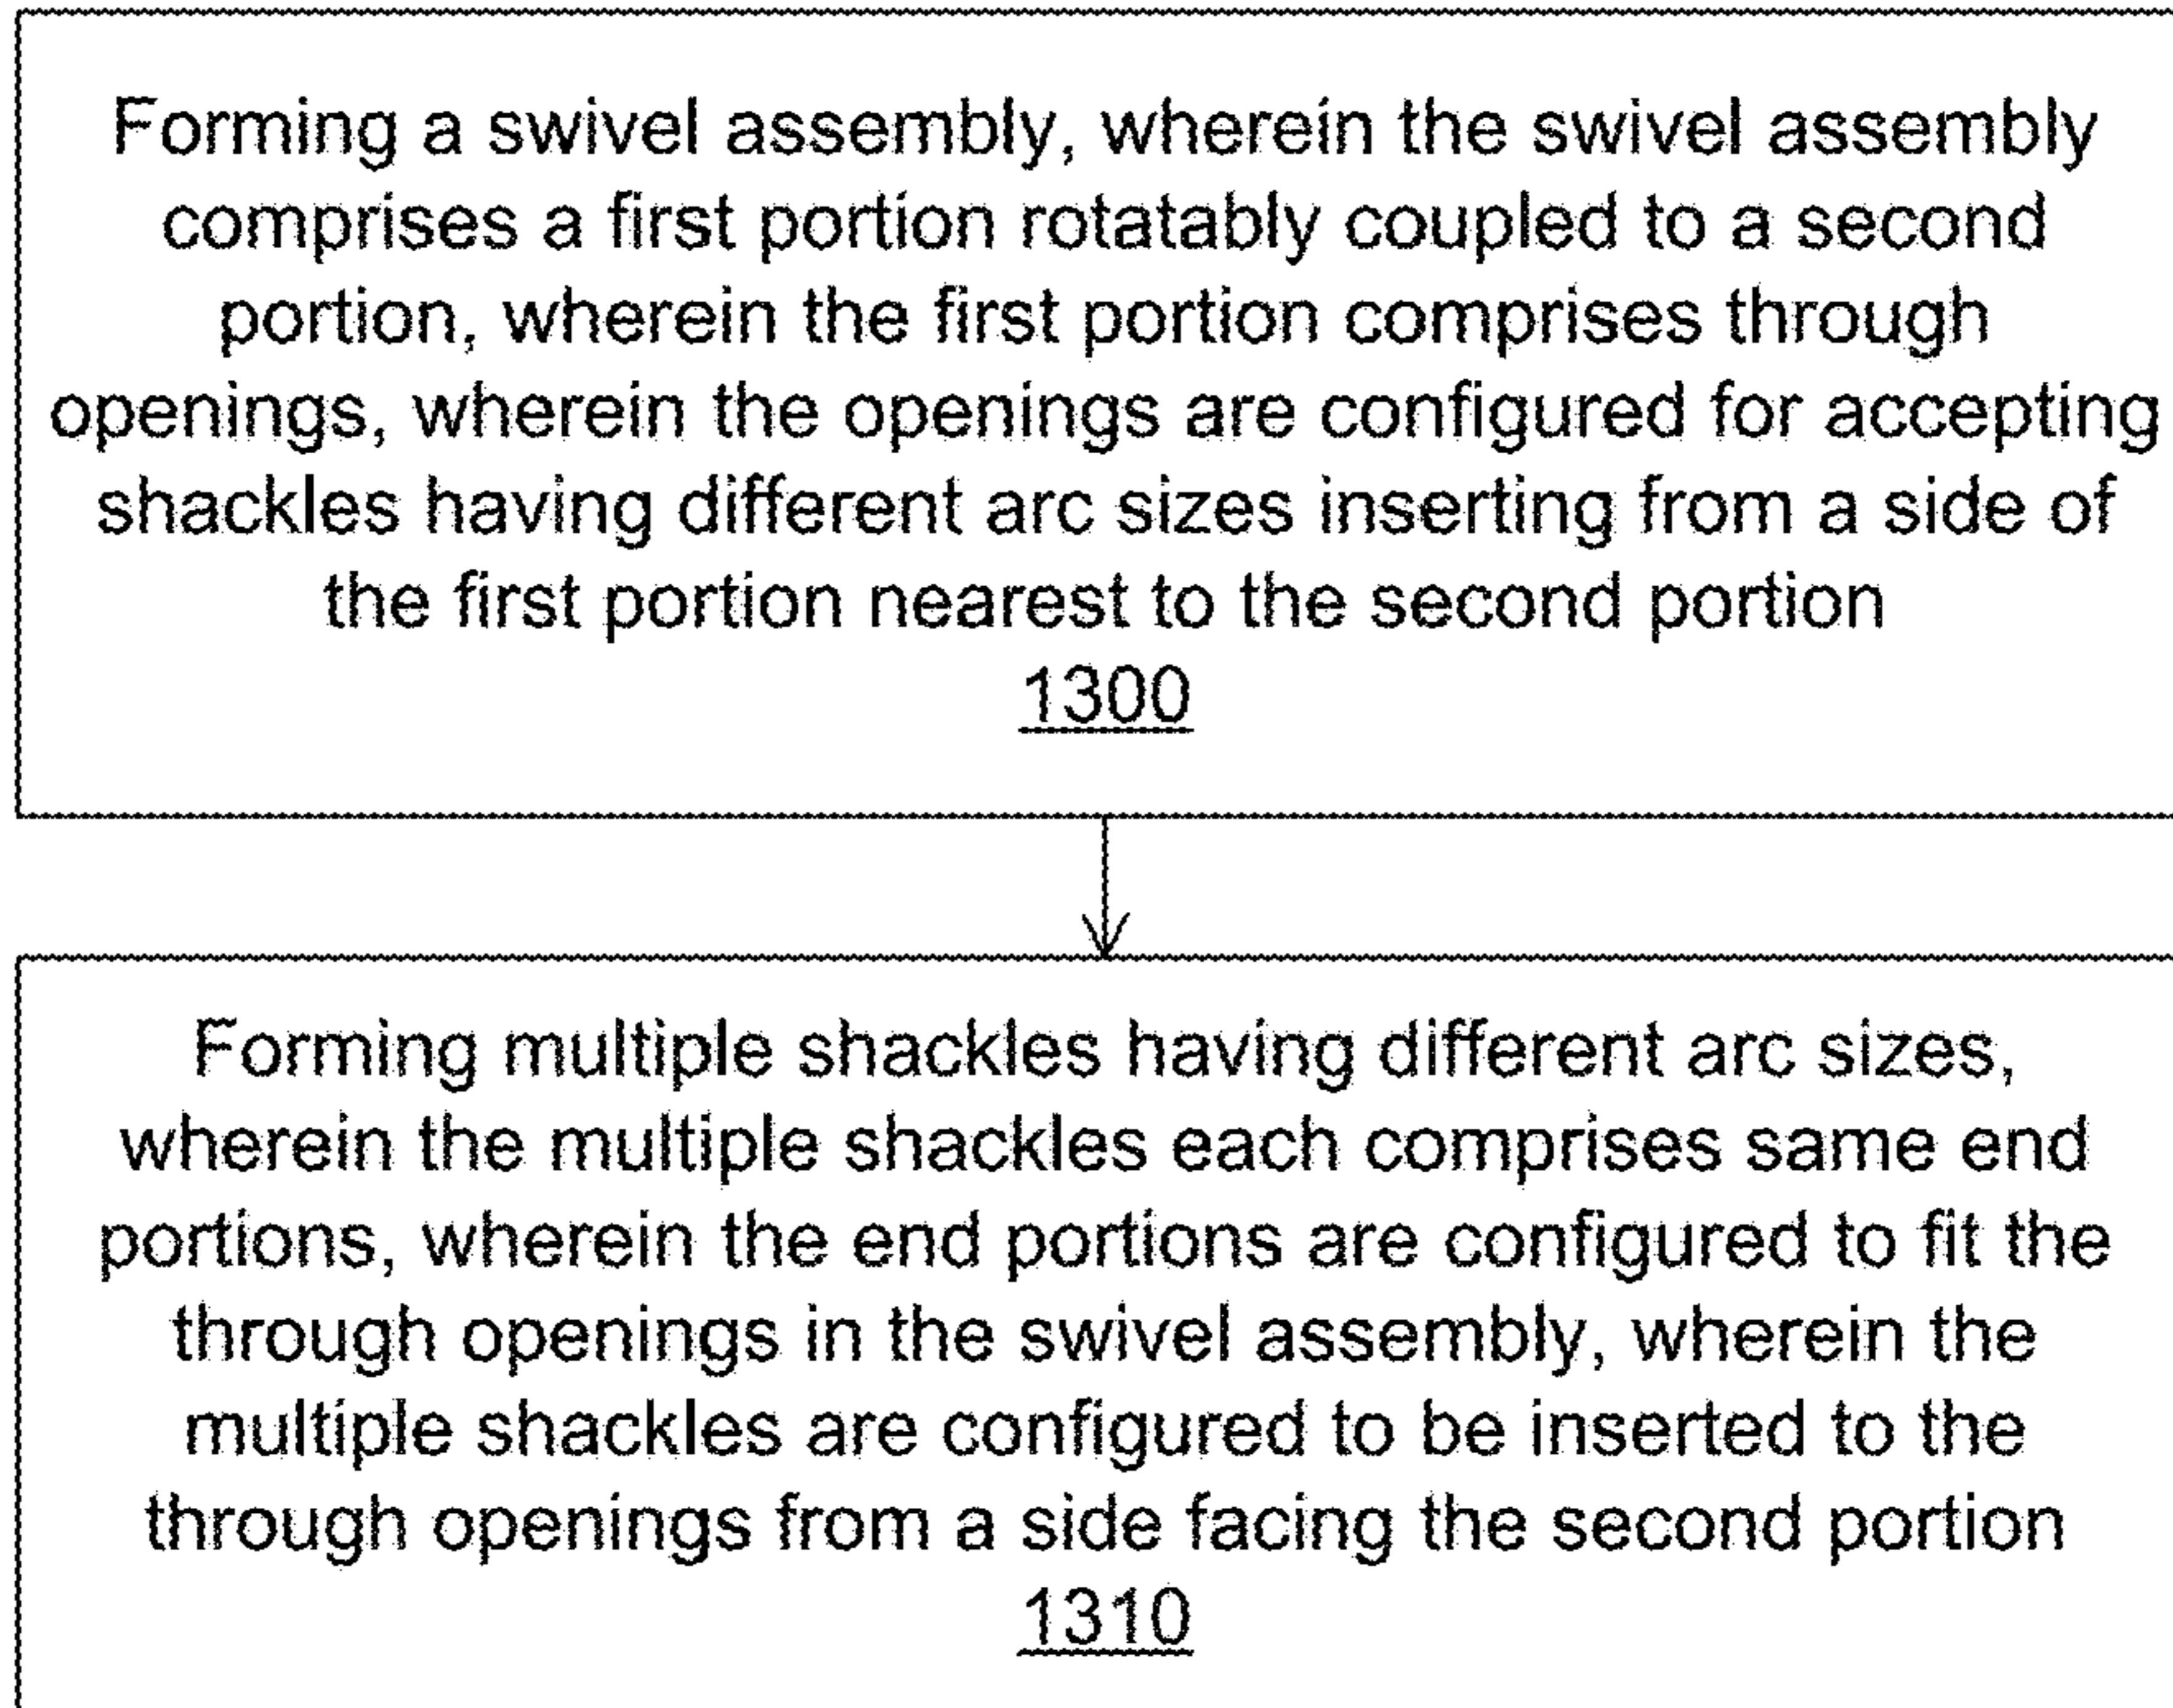 Forming a swivel assembly, wherein the swivel assembly
comprises a first portion rotatably coupled to a second
portion, wherein the first portion comprises through
openings, wherein the openings are configured for accepting
shackles having different arc sizes inserting from a side of
the first portion nearest to the second portion
1300
Forming multiple shackles having different arc sizes,
wherein the multiple shackles each comprises same end
portions, wherein the end portions are configured to fit the
through openings in the swivel assembly, wherein the
multiple shackles are configured to be inserted to the
through openings from a side facing the second portion
1310